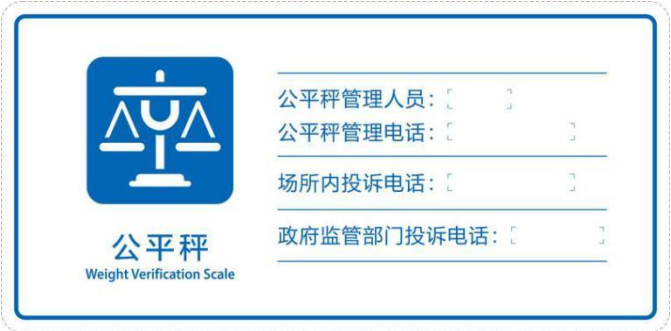 公平秤
Weight Verification Scale
公平秤管理人员：
公平秤管理电话：
场所内投诉电话：
政府监管部门投诉电话：